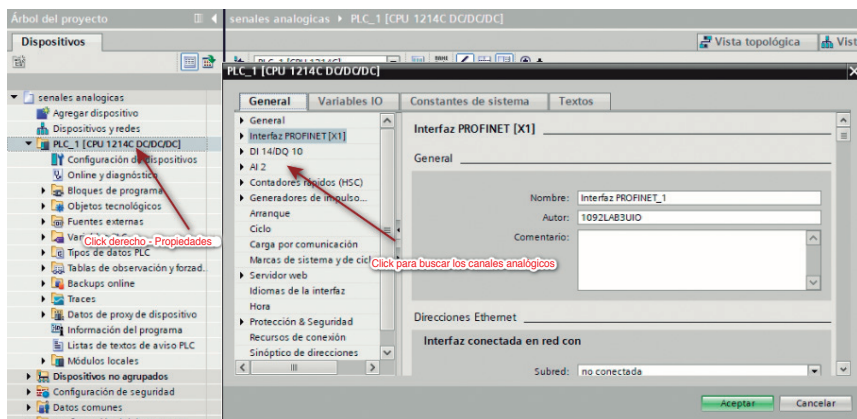 Árbol del proyecto
senales analogicas ▸ PLC_1 [CPU 1214C DC/DC/DC]
Dispositivos
Vista topológica
Vist
PLC_1 [CPU 1214C]
PLC_1 [CPU 1214C DC/DC/DC]
senales analogicas
Agregar dispositivo
Dispositivos y redes
PLC_1 [CPU 1214C DC/DC/DC]
Configuración de dispositivos
Online y diagnóstico
Bloques de programa
Objetos tecnológicos
Fuentes externas
Click derecho - Propiedades
Tipos de datos PLC
Tablas de observación y forzad.
Backups online
Traces
Datos de proxy de dispositivo
Información del programa
Listas de textos de aviso PLC
Módulos locales
Dispositivos no agrupados
Configuración de seguridad
Datos comunes
General
Variables IO
Constantes de sistema
Textos
General
Interfaz PROFINET [X1]
DI 14/DQ 10
AI 2
Contadores rápidos (HSC)
Generadores de impulso...
Arranque
Ciclo
Carga por comunicación
Marcas de sistema y de cicl
Click para buscar los canales analógicos
Servidor web
Idiomas de la interfaz
Hora
Protección & Seguridad
Recursos de conexión
Sinóptico de direcciones
Interfaz PROFINET [X1]
General
Nombre: Interfaz PROFINET_1
Autor: 1092LAB3UIO
Comentario:
Direcciones Ethernet
Interfaz conectada en red con
Subred: no conectada
Aceptar
Cancelar